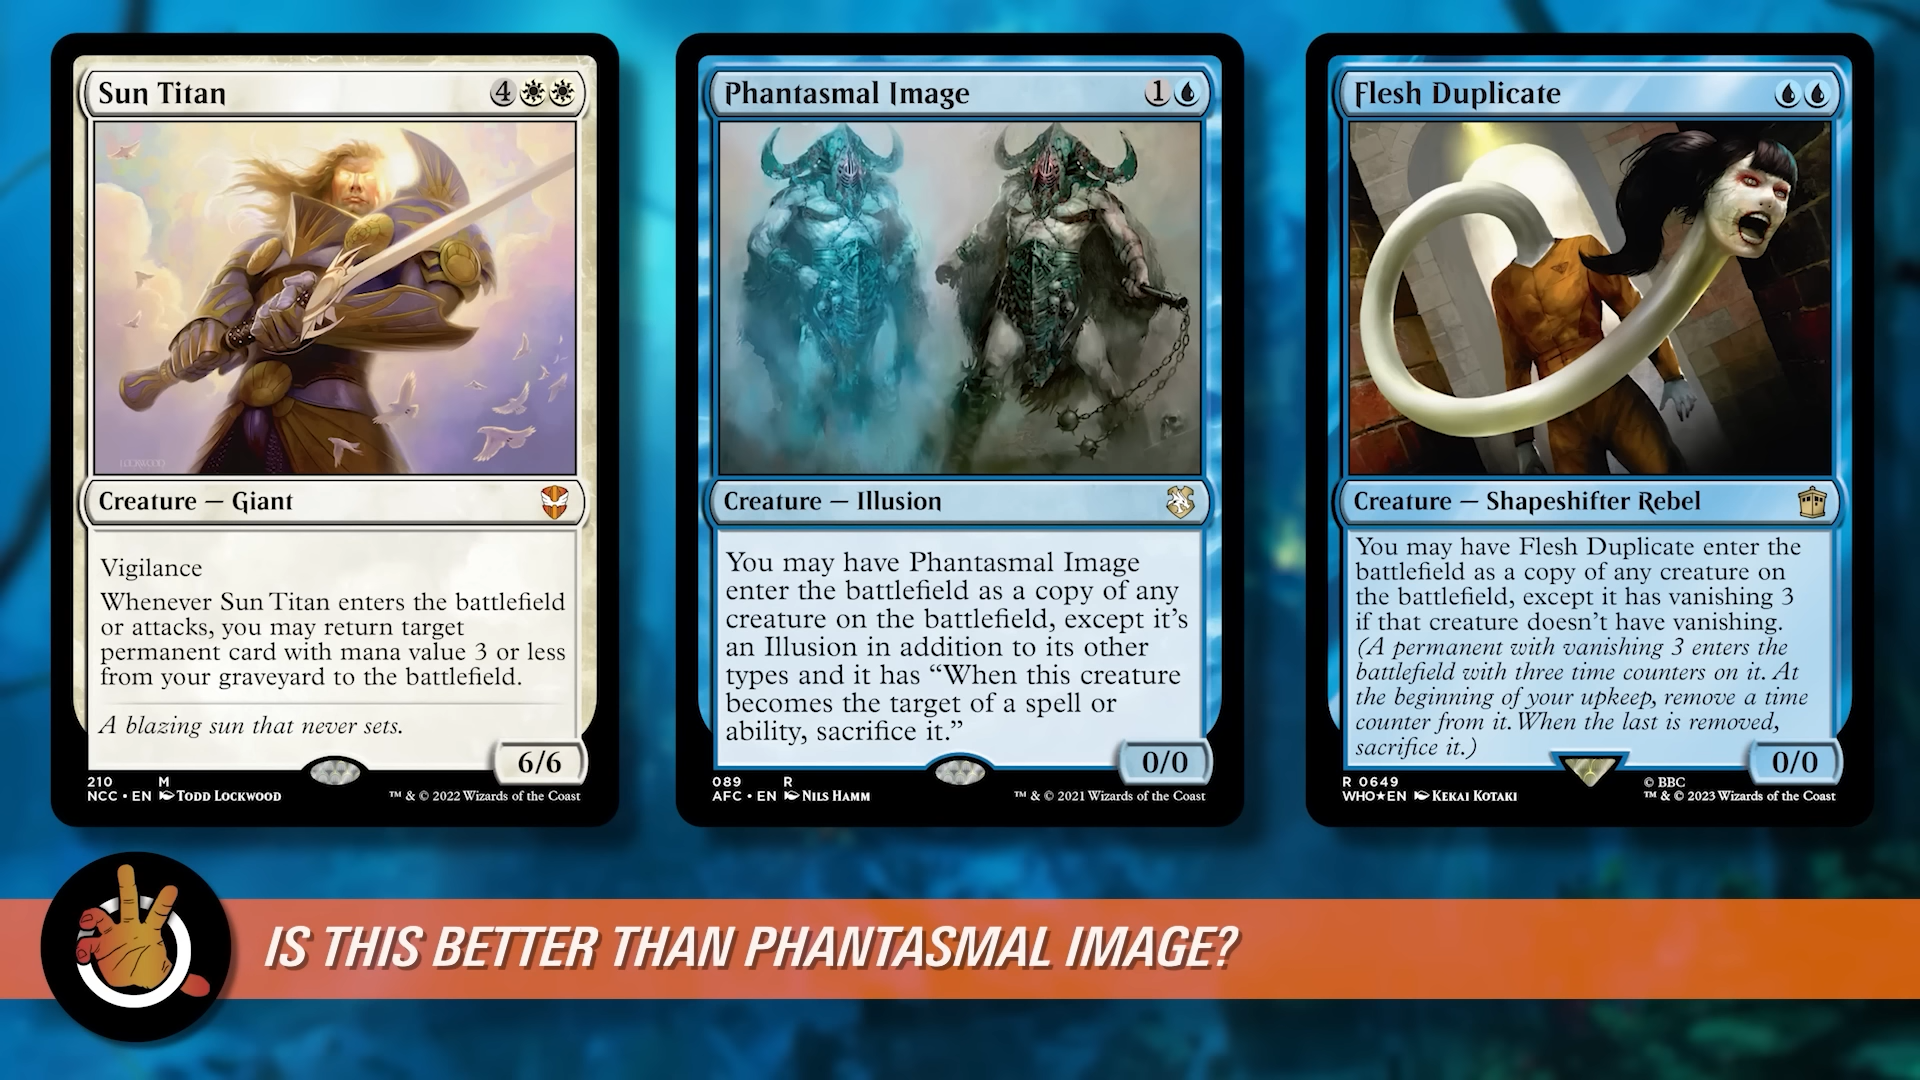 Sun Titan
4
Creature — Giant
Vigilance
Whenever Sun Titan enters the battlefield
or attacks, you may return target
permanent card with mana value 3 or less
from your graveyard to the battlefield.
A blazing sun that never sets.
6/6
210 M
NCC • EN Todd Lockwood
™ & © 2022 Wizards of the Coast
Phantasmal Image
1
Creature — Illusion
You may have Phantasmal Image
enter the battlefield as a copy of any
creature on the battlefield, except it's
an Illusion in addition to its other
types and it has “When this creature
becomes the target of a spell or
ability, sacrifice it.”
0/0
089 R
AFC • EN Nils Hamm
™ & © 2021 Wizards of the Coast
Flesh Duplicate
Creature — Shapeshifter Rebel
You may have Flesh Duplicate enter the
battlefield as a copy of any creature on
the battlefield, except it has vanishing 3
if that creature doesn't have vanishing.
(A permanent with vanishing 3 enters the
battlefield with three time counters on it. At
the beginning of your upkeep, remove a time
counter from it. When the last is removed,
sacrifice it.)
0/0
R 0649
WHO★EN Kekai Kotaki
© BBC
™ & © 2023 Wizards of the Coast
IS THIS BETTER THAN PHANTASMAL IMAGE?